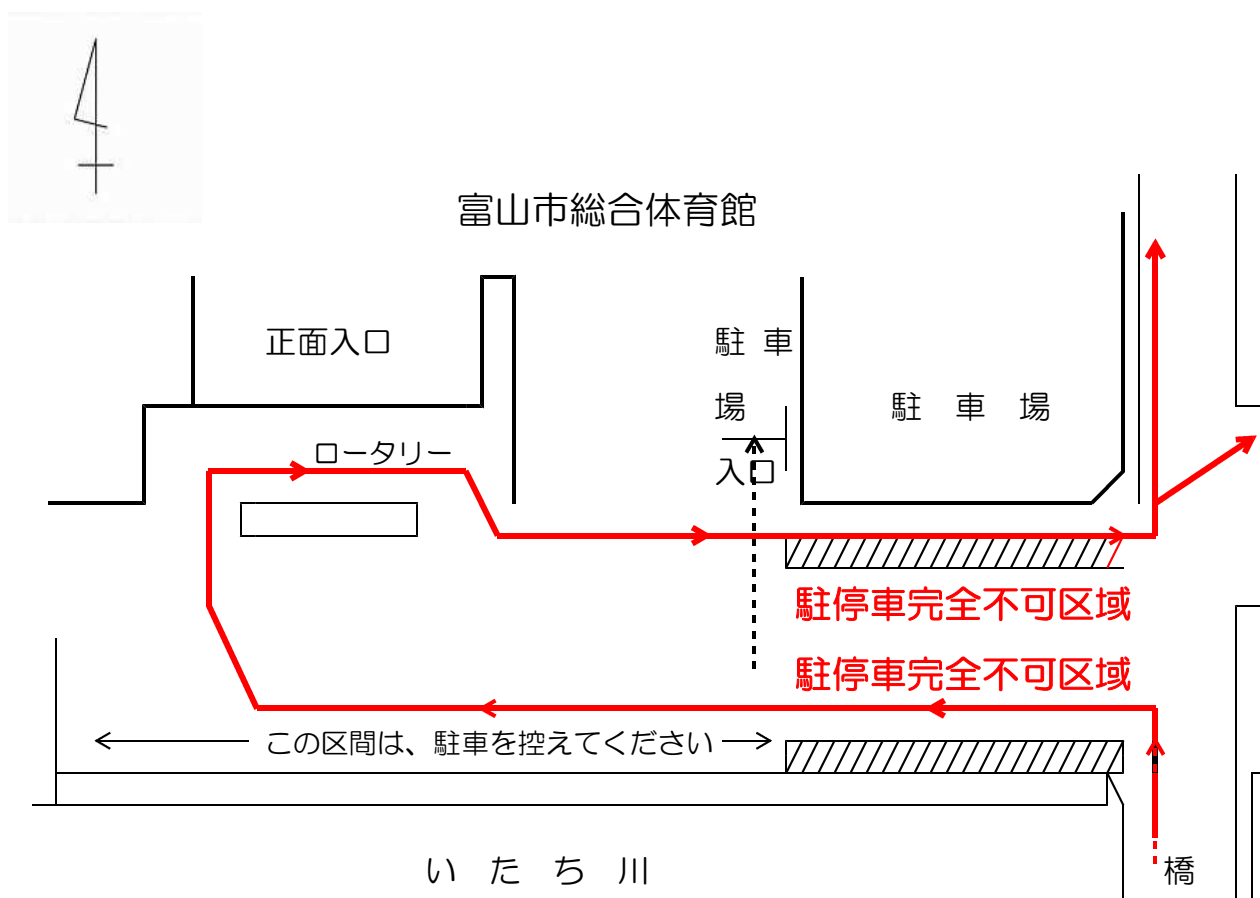 富山市総合体育館
正面入口
駐車
場
入口
駐車場
ロータリー
駐停車完全不可区域
駐停車完全不可区域
この区間は、駐車を控えてください
いたち川
橋